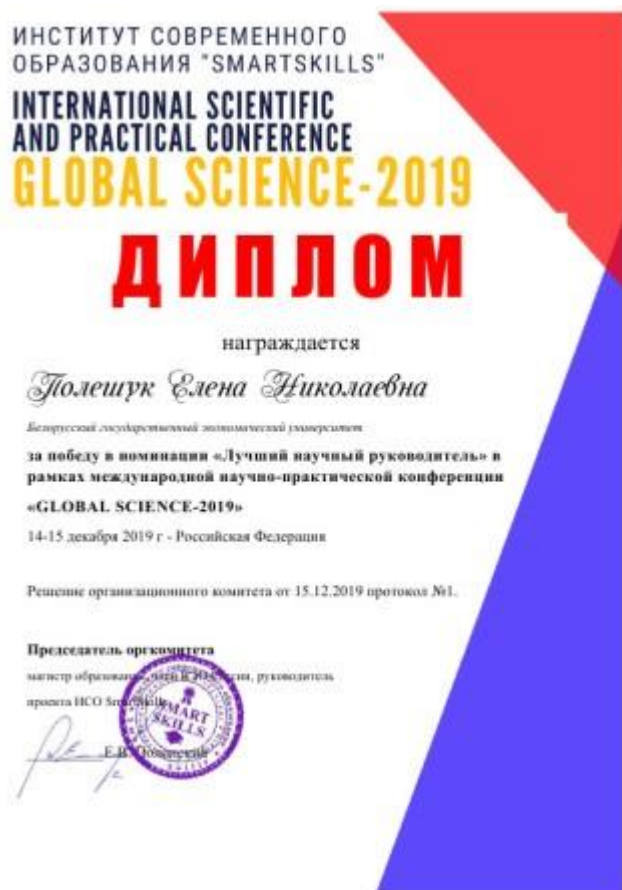 ИНСТИТУТ СОВРЕМЕННОГО
ОБРАЗОВАНИЯ "SMARTSKILLS"
INTERNATIONAL SCIENTIFIC
AND PRACTICAL CONFERENCE
GLOBAL SCIENCE-2019
ДИПЛОМ
награждается
Полещук Елена Николаевна
Белорусский государственный экономический университет
за победу в номинации «Лучший научный руководитель» в
рамках международной научно-практической конференции
«GLOBAL SCIENCE-2019»
14-15 декабря 2019 г - Российская Федерация
Решение организационного комитета от 15.12.2019 протокол №1.
Председатель оргкомитета
магистр образования, руководитель
проекта ИСО SmartSkills
Е.В.
SMART
SKILLS